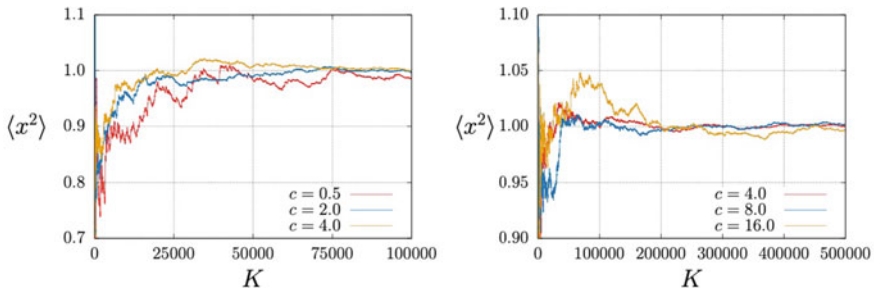 1.1
1.0
0.9
0.8
0.7
⟨x²⟩
c = 0.5
c = 2.0
c = 4.0
0 25000 50000 75000 100000
K
1.10
1.05
1.00
0.95
0.90
⟨x²⟩
c = 4.0
c = 8.0
c = 16.0
0 100000 200000 300000 400000 500000
K